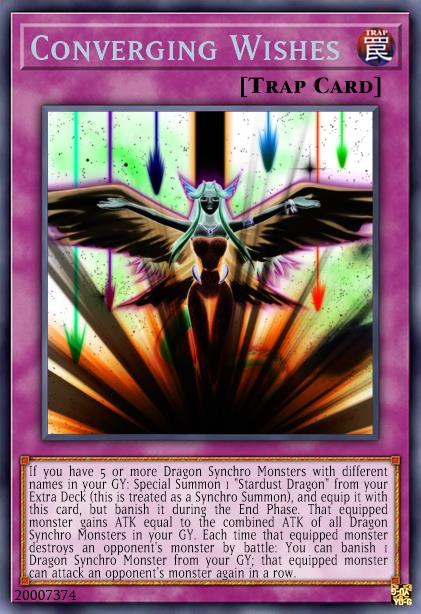 Converging Wishes
TRAP
罠
[Trap Card]
If you have 5 or more Dragon Synchro Monsters with different
names in your GY: Special Summon 1 "Stardust Dragon" from your
Extra Deck (this is treated as a Synchro Summon), and equip it with
this card, but banish it during the End Phase. That equipped
monster gains ATK equal to the combined ATK of all Dragon
Synchro Monsters in your GY. Each time that equipped monster
destroys an opponent's monster by battle: You can banish 1
Dragon Synchro Monster from your GY; that equipped monster
can attack an opponent's monster again in a row.
20007374